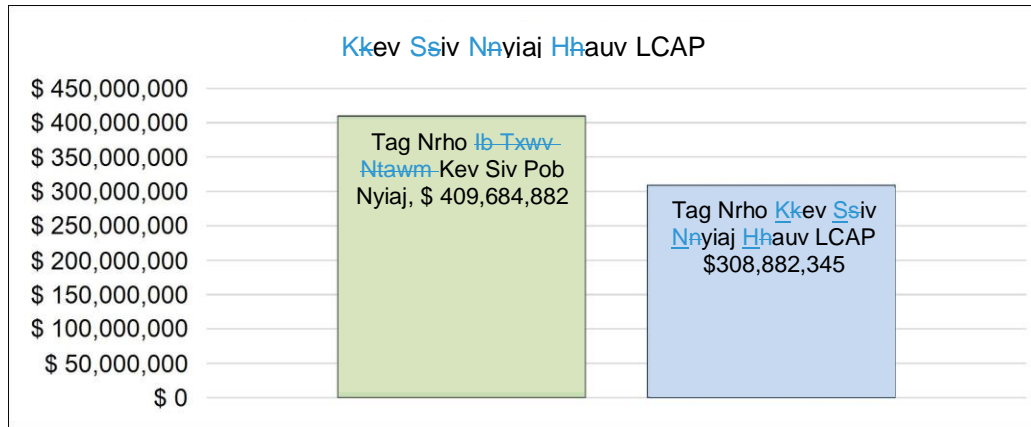 Kkev Ssiv Nnyiaj Hhauv LCAP
$ 450,000,000
$ 400,000,000
$ 350,000,000
$ 300,000,000
$ 250,000,000
$ 200,000,000
$ 150,000,000
$ 100,000,000
$ 50,000,000
$ 0
Tag Nrho Ib Txwv
Ntawm Kev Siv Pob
Nyiaj, $ 409,684,882
Tag Nrho Kkev Ssiv
Nnyiaj Hhauv LCAP
$308,882,345